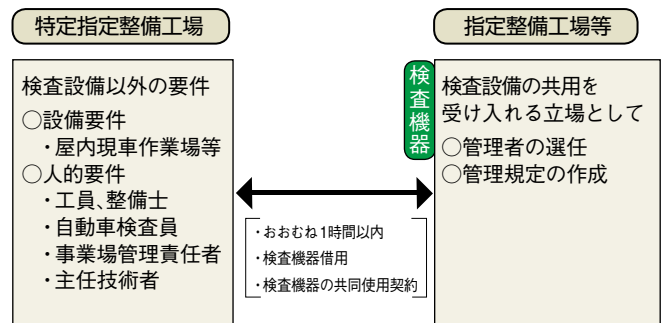 特定指定整備工場
検査設備以外の要件
○設備要件
・屋内現車作業場等
○人的要件
・工員、整備士
・自動車検査員
・事業場管理責任者
・主任技術者
・おおむね1時間以内
・検査機器借用
・検査機器の共同使用契約
指定整備工場等
検査機器
検査設備の共用を
受け入れる立場として
○管理者の選任
○管理規定の作成